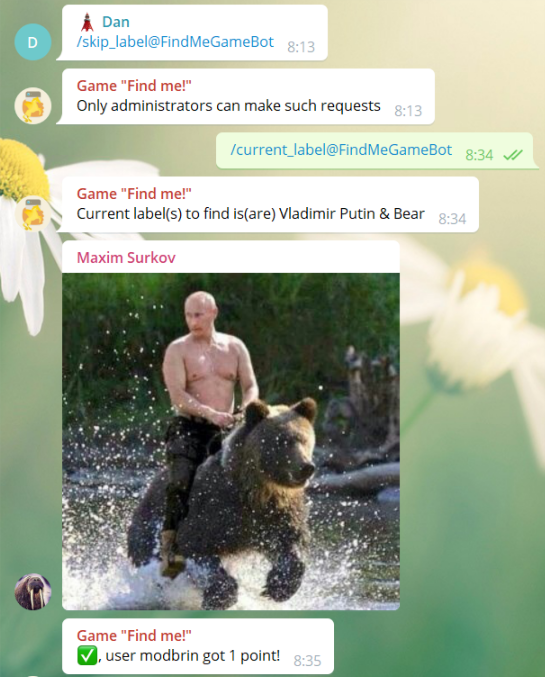 Dan
/skip_label@FindMeGameBot 8:13
D
Game "Find me!"
Only administrators can make such requests 8:13
/current_label@FindMeGameBot 8:34
Game "Find me!"
Current label(s) to find is(are) Vladimir Putin & Bear 8:34
Maxim Surkov
Game "Find me!"
✅, user modbrin got 1 point! 8:35